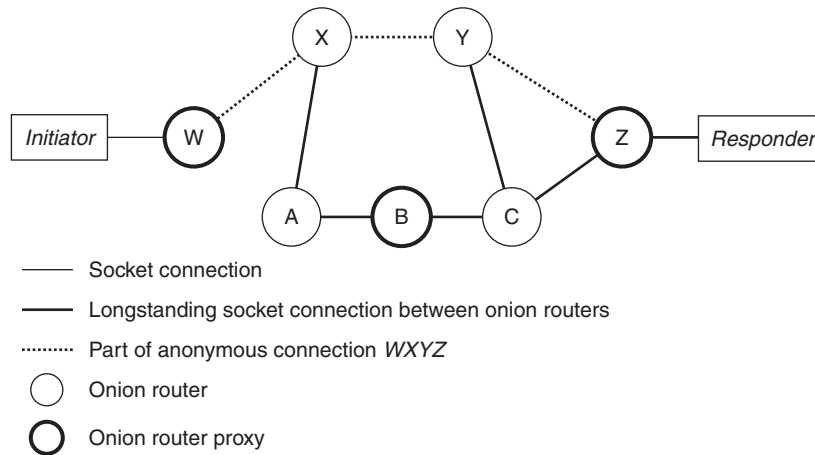 X
Y
Initiator
W
Z
Responder
A
B
C
Socket connection
Longstanding socket connection between onion routers
Part of anonymous connection WXYZ
Onion router
Onion router proxy